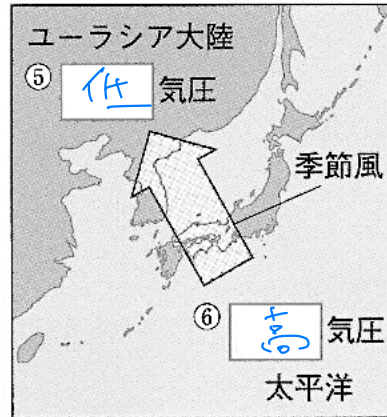 ユーラシア大陸
⑤ 低 気圧
季節風
⑥ 高 気圧
太平洋